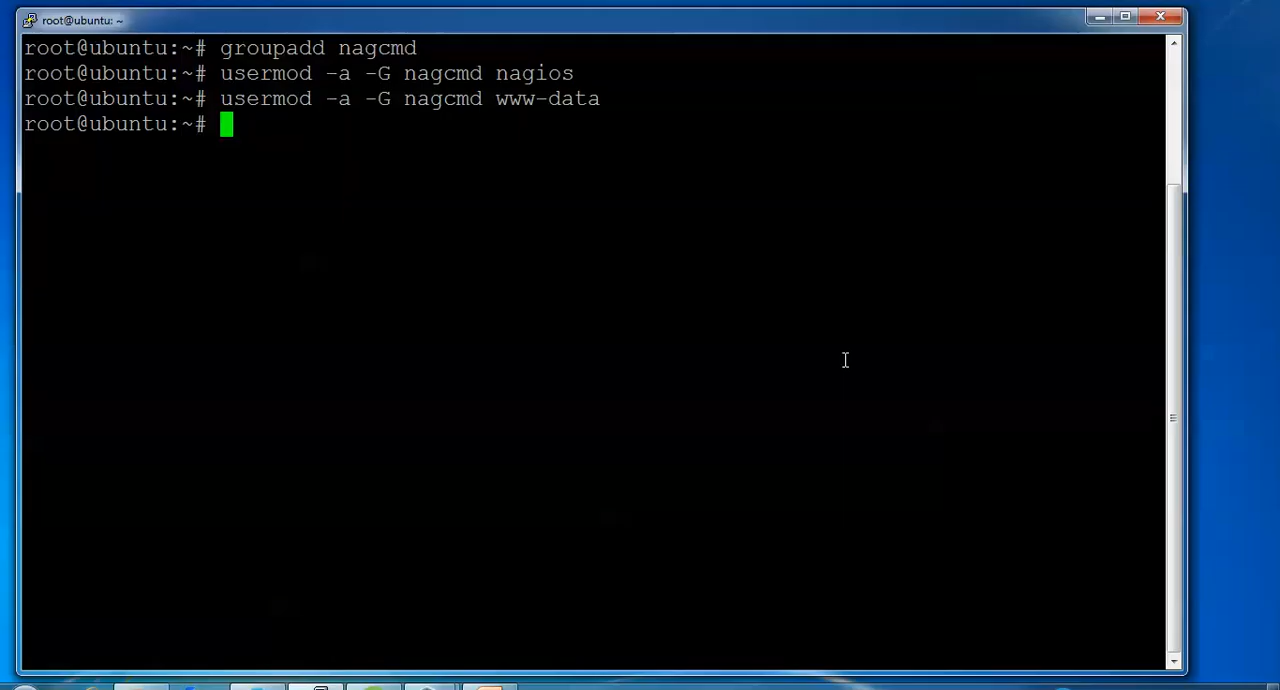 root@ubuntu: ~
root@ubuntu:~# groupadd nagcmd
root@ubuntu:~# usermod -a -G nagcmd nagios
root@ubuntu:~# usermod -a -G nagcmd www-data
root@ubuntu:~#